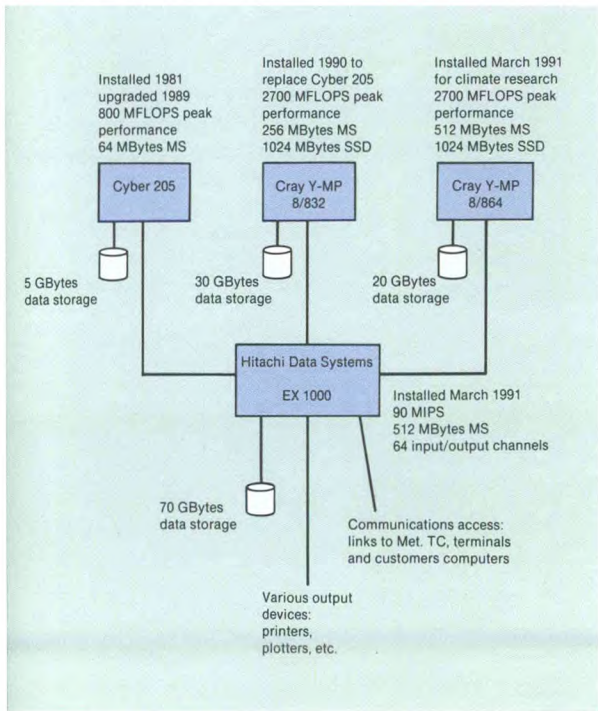 Installed 1981
upgraded 1989
800 MFLOPS peak
performance
64 MBytes MS
Installed 1990 to
replace Cyber 205
2700 MFLOPS peak
performance
256 MBytes MS
1024 MBytes SSD
Installed March 1991
for climate research
2700 MFLOPS peak
performance
512 MBytes MS
1024 MBytes SSD
Cyber 205
Cray Y-MP
8/832
Cray Y-MP
8/864
5 GBytes
data storage
30 GBytes
data storage
20 GBytes
data storage
Hitachi Data Systems
EX 1000
Installed March 1991
90 MIPS
512 MBytes MS
64 input/output channels
70 GBytes
data storage
Communications access:
links to Met. TC, terminals
and customers computers
Various output
devices:
printers,
plotters, etc.